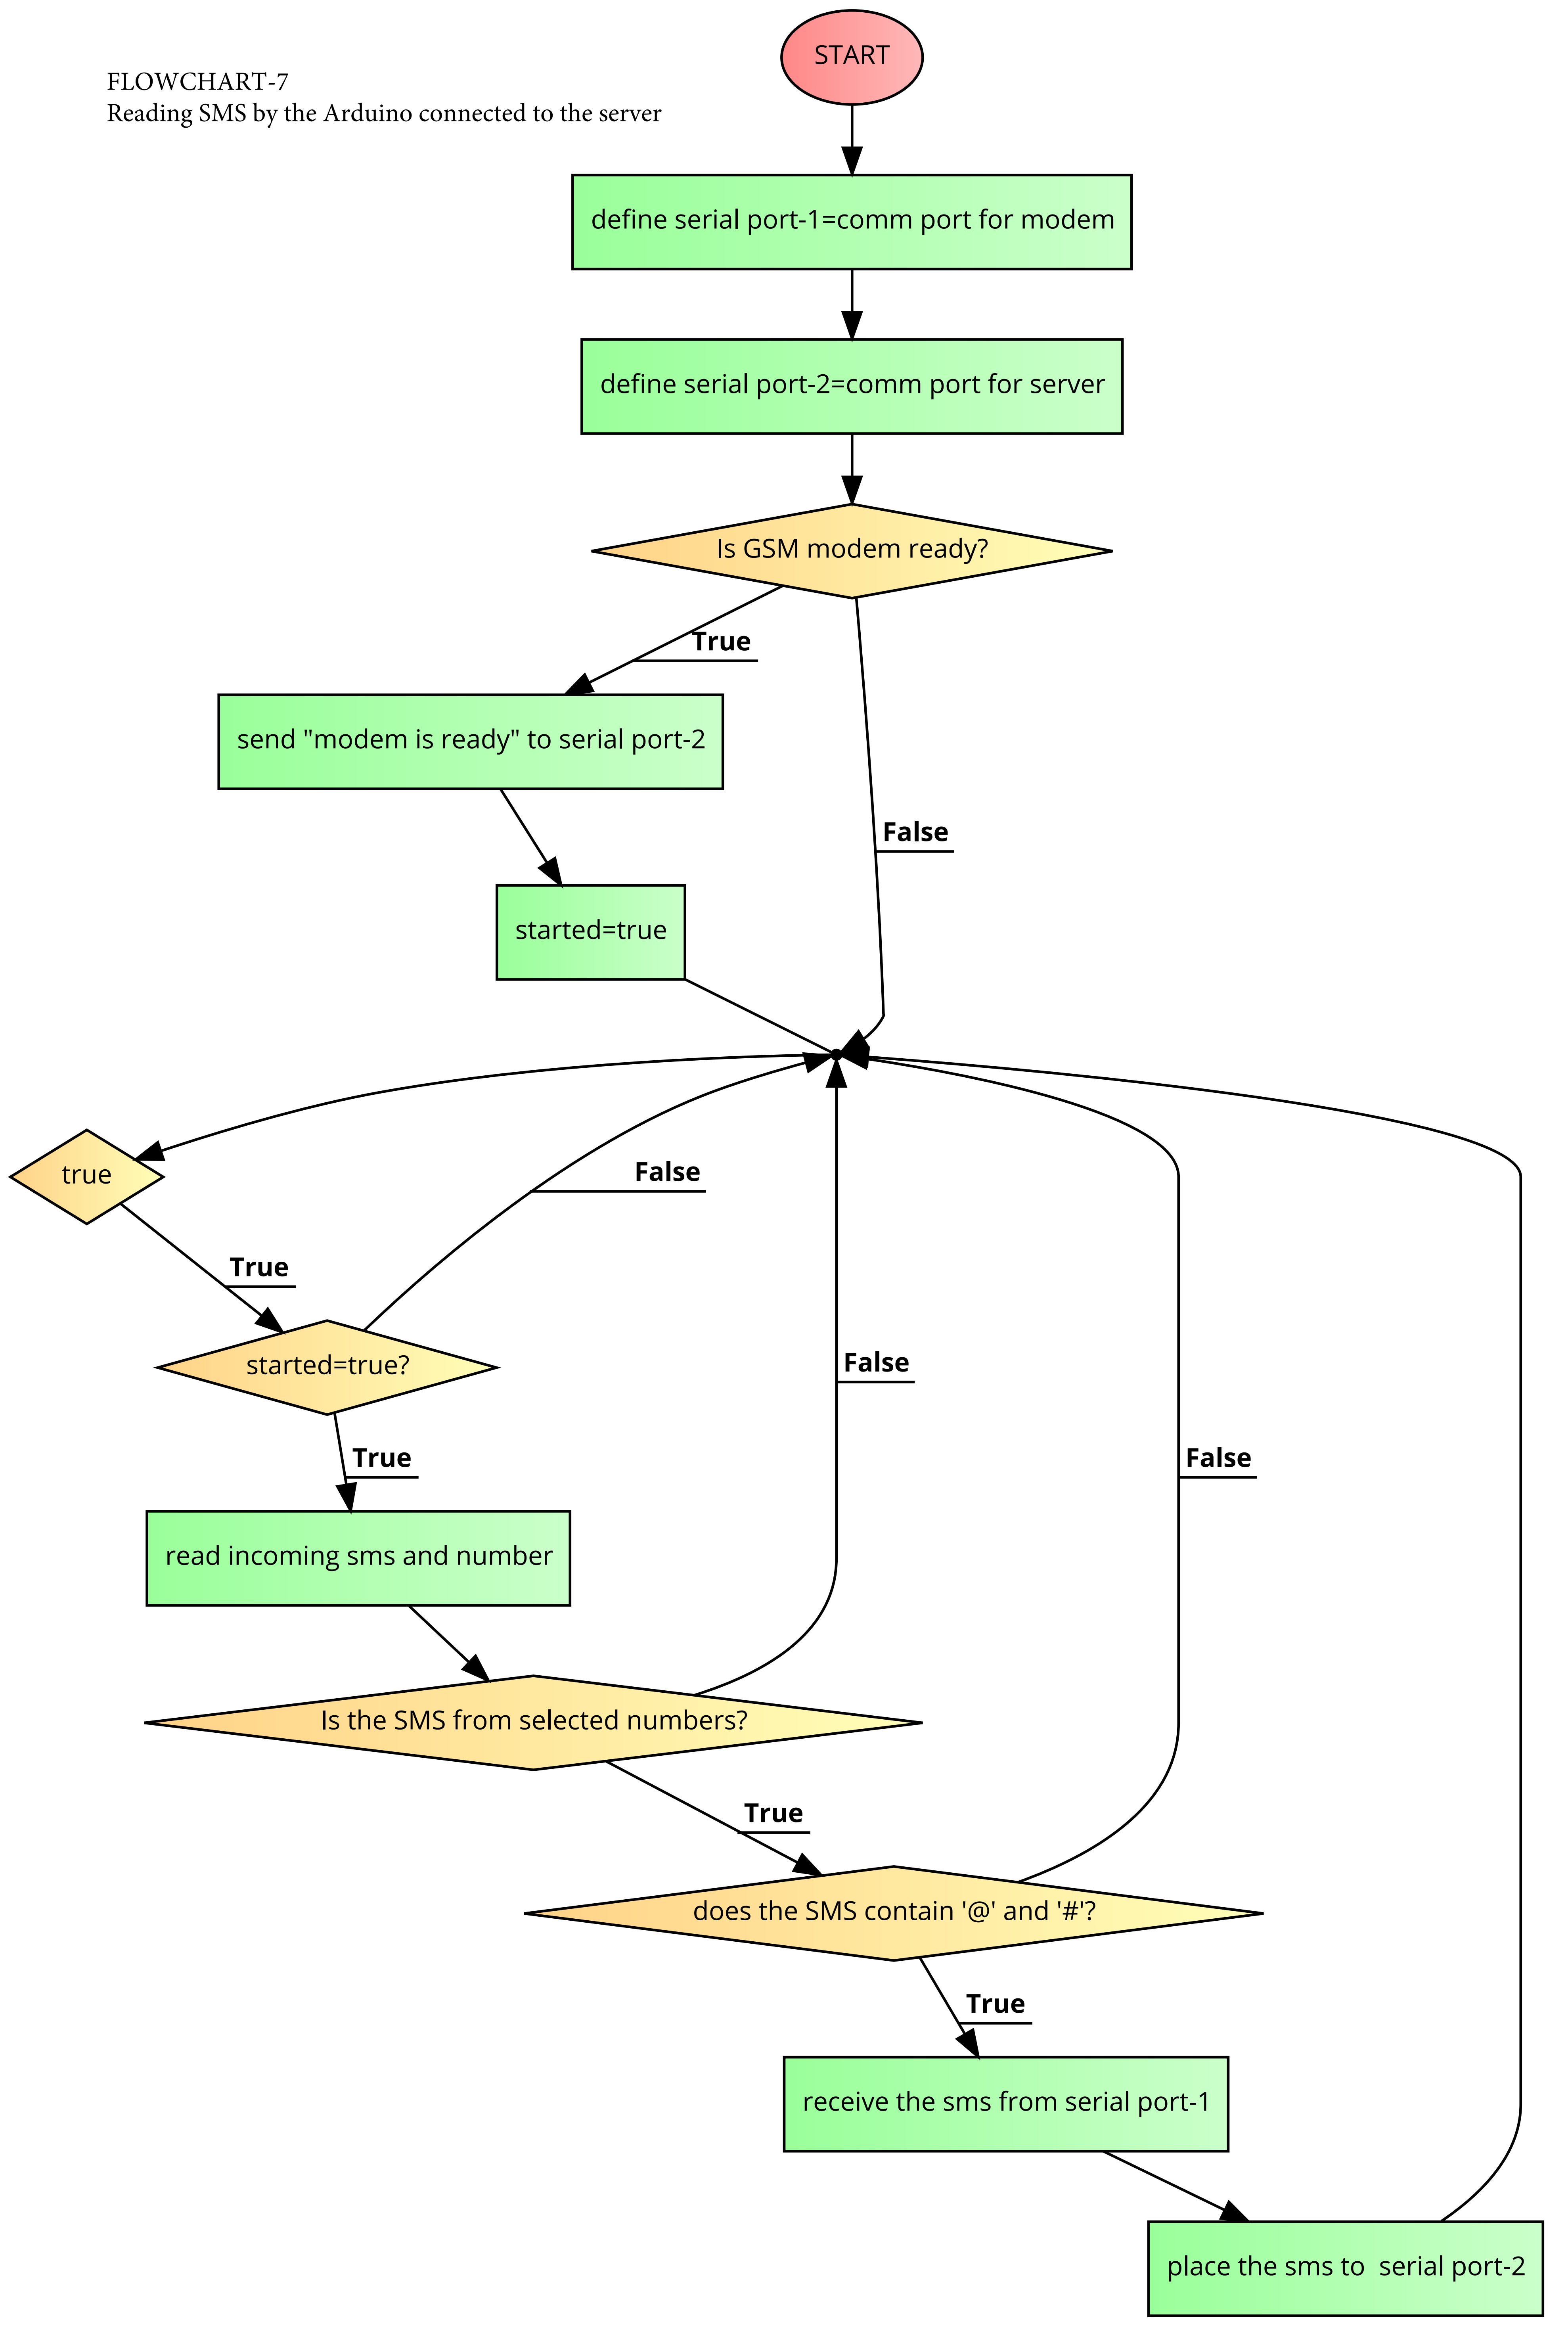 START
FLOWCHART-7
Reading SMS by the Arduino connected to the server
define serial port-1=comm port for modem
define serial port-2=comm port for server
Is GSM modem ready?
True
send "modem is ready" to serial port-2
False
started=true
true
False
True
started=true?
False
True
False
read incoming sms and number
Is the SMS from selected numbers?
True
does the SMS contain '@' and '#'?
True
receive the sms from serial port-1
place the sms to  serial port-2